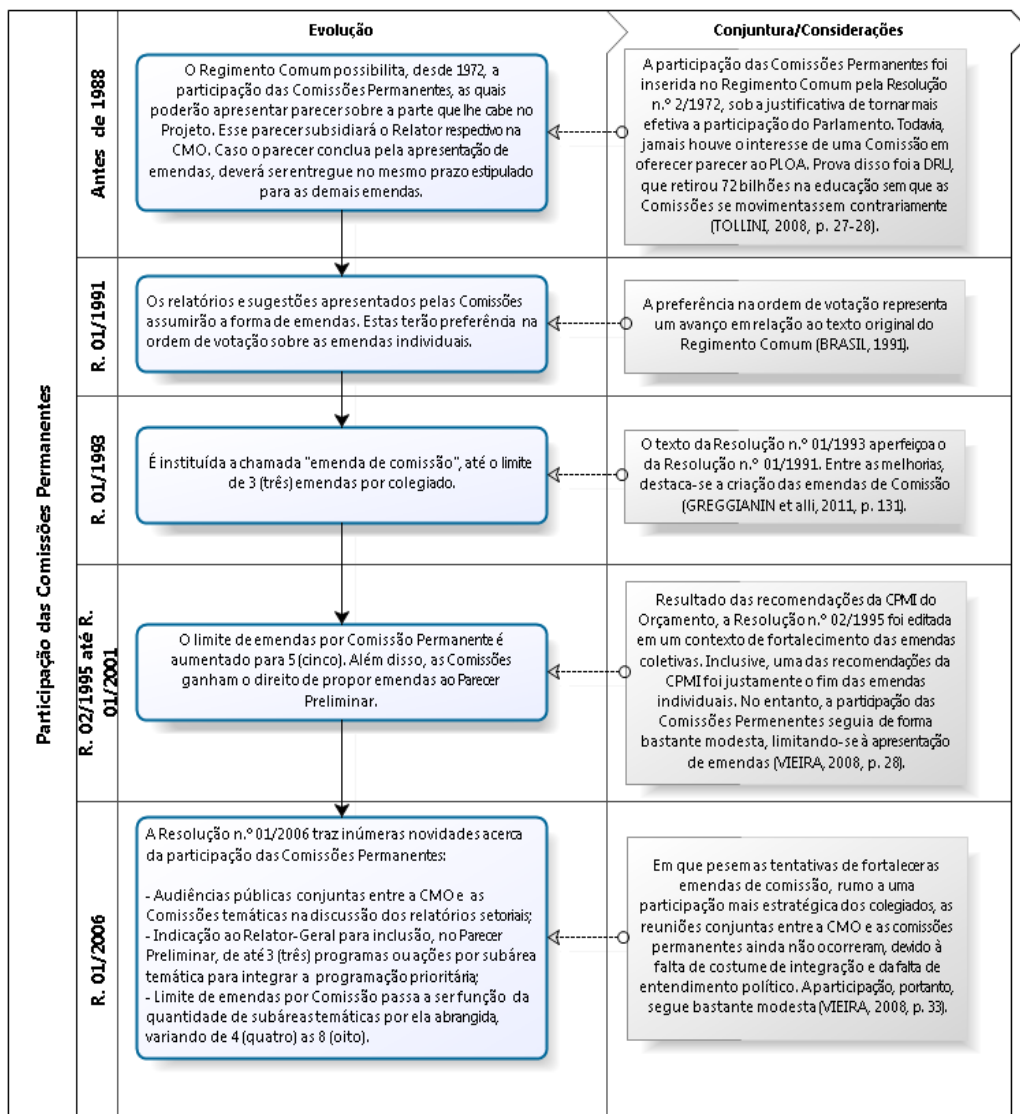 Evolução
Conjuntura/Considerações
Participação das Comissões Permanentes
Antes de 1988
O Regimento Comum possibilita, desde 1972, a
participação das Comissões Permanentes, as quais
poderão apresentar parecer sobre a parte que lhe cabe no
Projeto. Esse parecer subsidiará o Relator respectivo na
CMO. Caso o parecer conclua pela apresentação de
emendas, deverá ser entregue no mesmo prazo estipulado
para as demais emendas.
A participação das Comissões Permanentes foi
inserida no Regimento Comum pela Resolução
n.º 2/1972, sob a justificativa de tornar mais
efetiva a participação do Parlamento. Todavia,
jamais houve o interesse de uma Comissão em
oferecer parecer ao PLOA. Prova disso foi a DRU,
que retirou 72 bilhões na educação sem que as
Comissões se movimentassem contrariamente
(TOLLINI, 2008, p. 27-28).
R. 01/1991
Os relatórios e sugestões apresentados pelas Comissões
assumirão a forma de emendas. Estas terão preferência na
ordem de votação sobre as emendas individuais.
A preferência na ordem de votação representa
um avanço em relação ao texto original do
Regimento Comum (BRASIL, 1991).
R. 01/1993
É instituída a chamada "emenda de comissão", até o limite
de 3 (três) emendas por colegiado.
O texto da Resolução n.º 01/1993 aperfeiçoa o
da Resolução n.º 01/1991. Entre as melhorias,
destaca-se a criação das emendas de Comissão
(GREGGIANIN et alli, 2011, p. 131).
R. 02/1995 até R.
01/2001
O limite de emendas por Comissão Permanente é
aumentado para 5 (cinco). Além disso, as Comissões
ganham o direito de propor emendas ao Parecer
Preliminar.
Resultado das recomendações da CPMI do
Orçamento, a Resolução n.º 02/1995 foi editada
em um contexto de fortalecimento das emendas
coletivas. Inclusive, uma das recomendações da
CPMI foi justamente o fim das emendas
individuais. No entanto, a participação das
Comissões Permenentes seguia de forma
bastante modesta, limitando-se à apresentação
de emendas (VIEIRA, 2008, p. 28).
R. 01/2006
A Resolução n.º 01/2006 traz inúmeras novidades acerca
da participação das Comissões Permanentes:
- Audiências públicas conjuntas entre a CMO e as
Comissões temáticas na discussão dos relatórios setoriais;
- Indicação ao Relator-Geral para inclusão, no Parecer
Preliminar, de até 3 (três) programas ou ações por subárea
temática para integrar a programação prioritária;
- Limite de emendas por Comissão passa a ser função da
quantidade de subáreas temáticas por ela abrangida,
variando de 4 (quatro) as 8 (oito).
Em que pesem as tentativas de fortalecer as
emendas de comissão, rumo a uma
participação mais estratégica dos colegiados, as
reuniões conjuntas entre a CMO e as comissões
permanentes ainda não ocorreram, devido à
falta de costume de integração e da falta de
entendimento político. A participação, portanto,
segue bastante modesta (VIEIRA, 2008, p. 33).